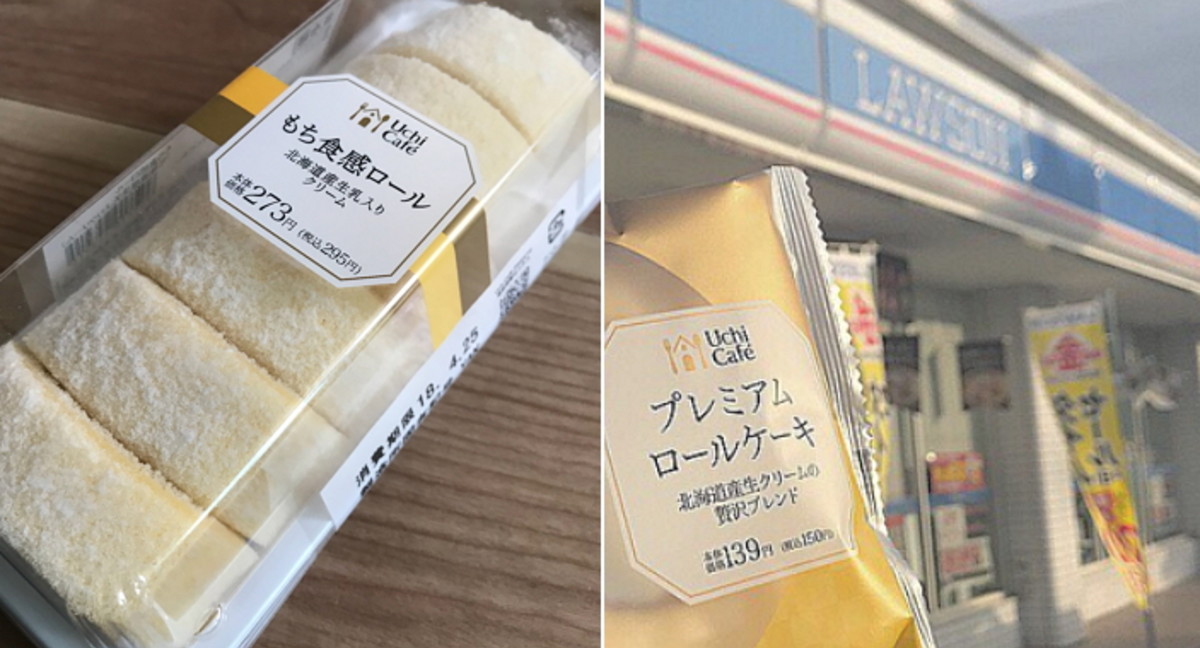 Uchi
Café
もち食感ロール
北海道産生乳入り
クリーム
本体
価格273円(税込295円)
消費期限 18. 4.25
LAWSON
Uchi
Café
プレミアム
ロールケーキ
北海道産生クリームの
贅沢ブレンド
本体
価格139円(税込150円)